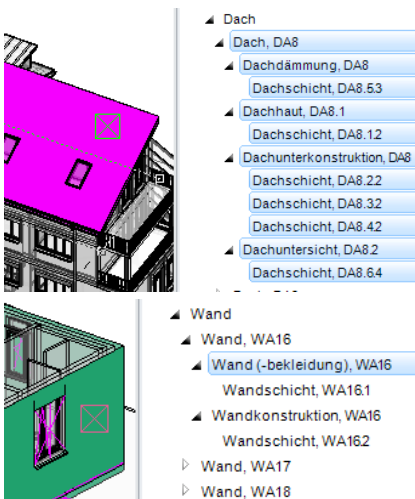 Dach
Dach, DA8
Dachdämmung, DA8
Dachschicht, DA8.5.3
Dachhaut, DA8.1
Dachschicht, DA8.1.2
Dachunterkonstruktion, DA8
Dachschicht, DA8.2.2
Dachschicht, DA8.3.2
Dachschicht, DA8.4.2
Dachuntersicht, DA8.2
Dachschicht, DA8.6.4
Wand
Wand, WA16
Wand (-bekleidung), WA16
Wandschicht, WA16.1
Wandkonstruktion, WA16
Wandschicht, WA16.2
Wand, WA17
Wand, WA18